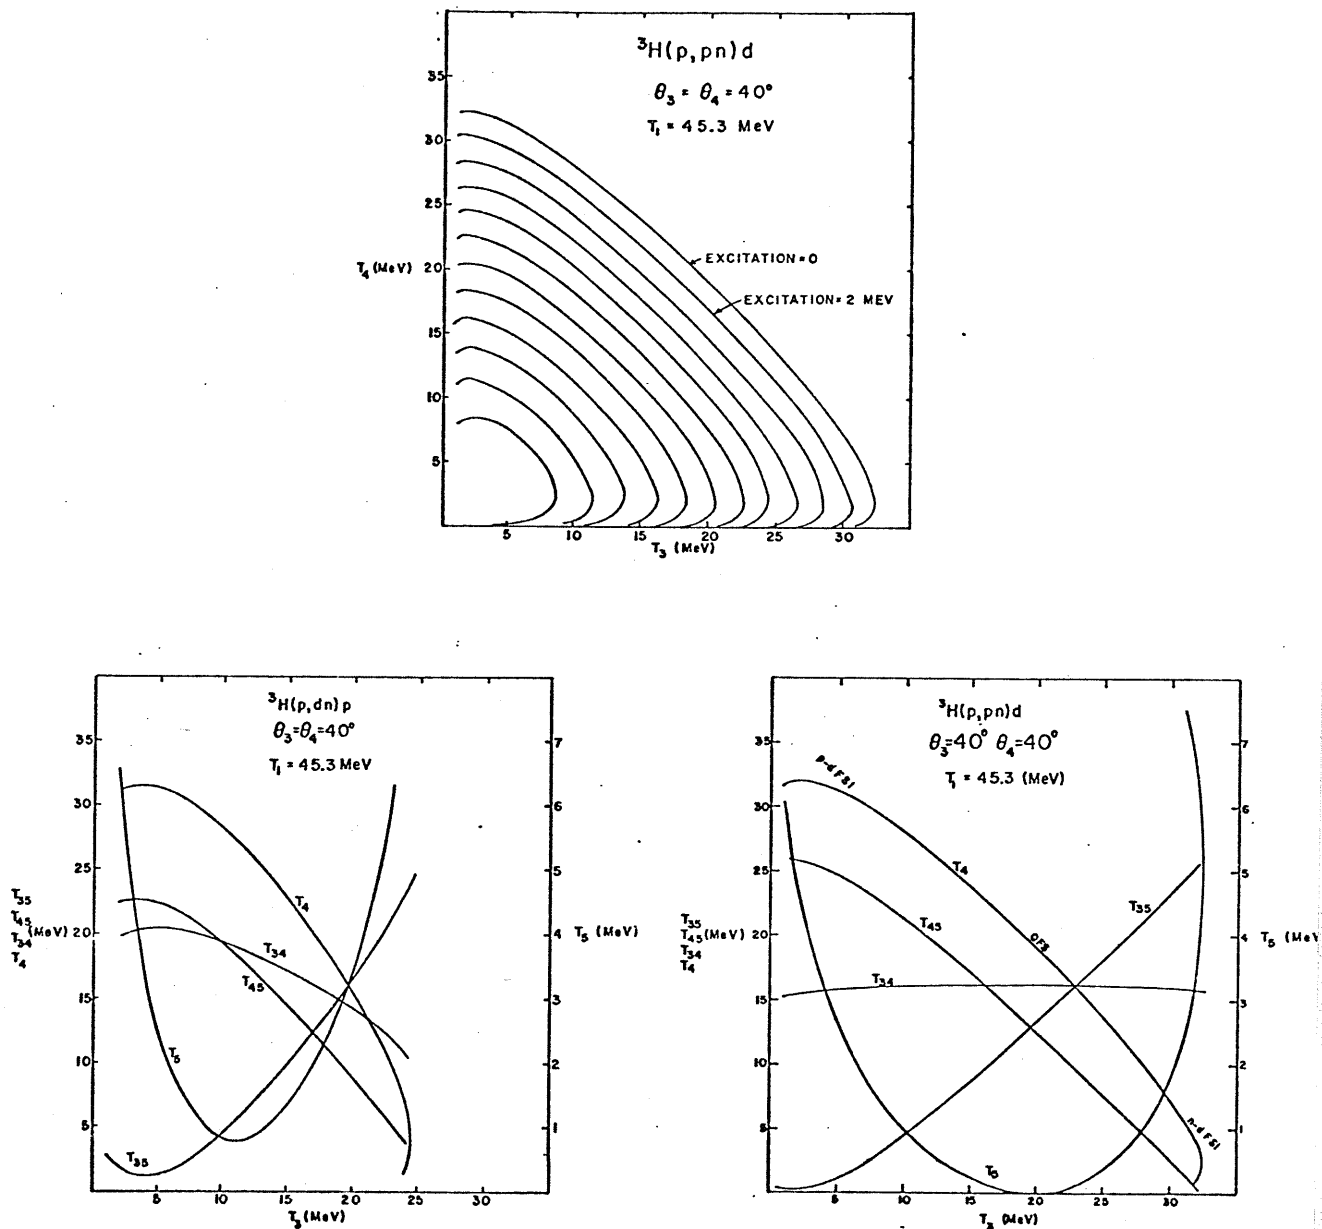 ³H(p,pn)d
θ₃ = θ₄ = 40°
T₁ = 45.3 MeV
35
30
25
T₄ (MeV) 20
15
10
5
EXCITATION=0
EXCITATION= 2 MEV
5 10 15 20 25 30
T₃ (MeV)
³H(p,dn)p
θ₃=θ₄=40°
T₁ = 45.3 MeV
35
30
25
20
15
10
5
T₃₅
T₄₅ (MeV)
T₃₄
T₄
7
6
5
4
3
2
1
T₅ (MeV)
T₄
T₃₄
T₄₅
T₅
T₃₅
5 10 15 20 25 30
T₃ (MeV)
³H(p,pn)d
θ₃=40° θ₄=40°
T₁ = 45.3 (MeV)
35
30
25
20
15
10
5
T₃₅
T₄₅ (MeV)
T₃₄
T₄
7
6
5
4
3
2
1
T₅ (MeV
p-d FSI
T₄
T₃₅
T₄₅
QFS
T₃₄
n-d FSI
T₅
5 10 15 20 25 30
T₃ (MeV)